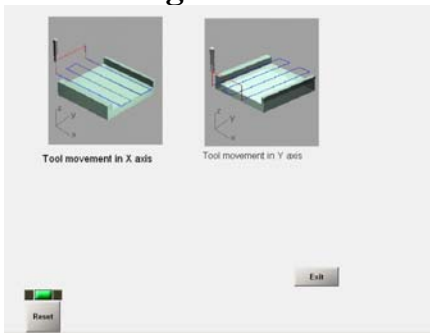 z
y
x
z
y
x
Tool movement in X axis
Tool movement in Y axis
Exit
Reset